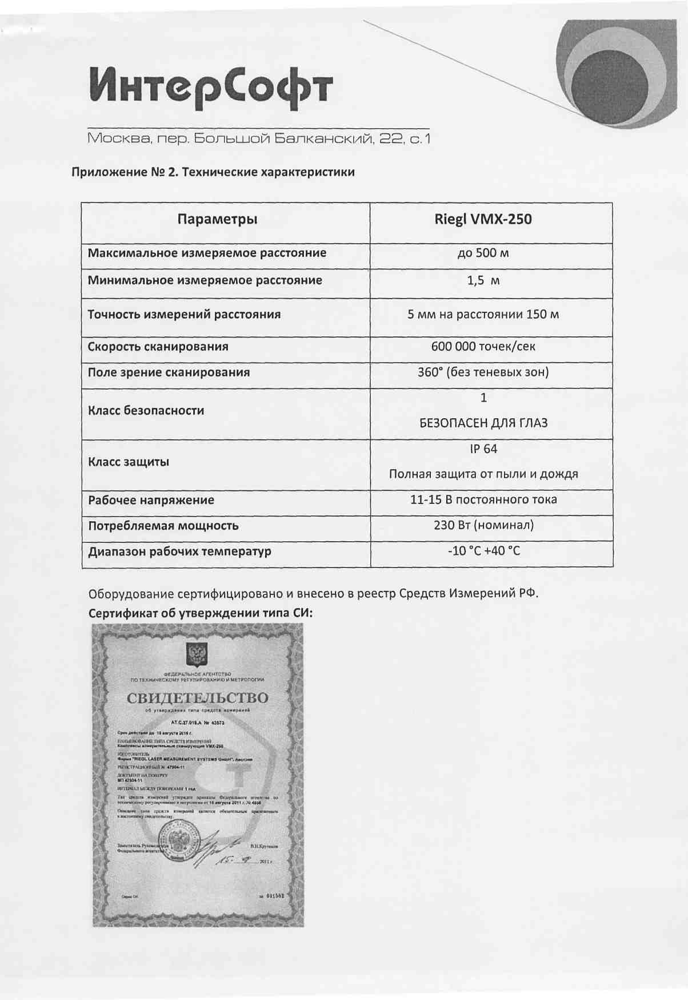 ИнтерСофт
Москва, пер. Большой Балканский, 22, с.1
Приложение № 2. Технические характеристики
Параметры Riegl VMX-250
Максимальное измеряемое расстояние до 500 м
Минимальное измеряемое расстояние 1,5 м
Точность измерений расстояния 5 мм на расстоянии 150 м
Скорость сканирования 600 000 точек/сек
Поле зрение сканирования 360° (без теневых зон)
Класс безопасности 1
БЕЗОПАСЕН ДЛЯ ГЛАЗ
Класс защиты IP 64
Полная защита от пыли и дождя
Рабочее напряжение 11-15 В постоянного тока
Потребляемая мощность 230 Вт (номинал)
Диапазон рабочих температур -10 °C +40 °C
Оборудование сертифицировано и внесено в реестр Средств Измерений РФ.
Сертификат об утверждении типа СИ:
ФЕДЕРАЛЬНОЕ АГЕНТСТВО
ПО ТЕХНИЧЕСКОМУ РЕГУЛИРОВАНИЮ И МЕТРОЛОГИИ
СВИДЕТЕЛЬСТВО
об утверждении типа средств измерений
AT.C.27.018.A № 43573
Срок действия до 15 августа 2016 г.
НАИМЕНОВАНИЕ ТИПА СРЕДСТВ ИЗМЕРЕНИЙ
Комплексы измерительные сканирующие VMX-250
ИЗГОТОВИТЕЛЬ
Фирма "RIEGL LASER MEASUREMENT SYSTEMS GmbH", Австрия
РЕГИСТРАЦИОННЫЙ № 47504-11
ДОКУМЕНТ НА ПОВЕРКУ
МП 47504-11
ИНТЕРВАЛ МЕЖДУ ПОВЕРКАМИ 1 год
Тип средств измерений утвержден приказом Федерального агентства по
техническому регулированию и метрологии от 15 августа 2011 г. №
Описание типа средств измерений является обязательным приложением
к настоящему свидетельству.
Заместитель Руководителя
Федерального агентства
В.Н.Крутиков
15. 2011 г.
Серия СИ
№ 001582